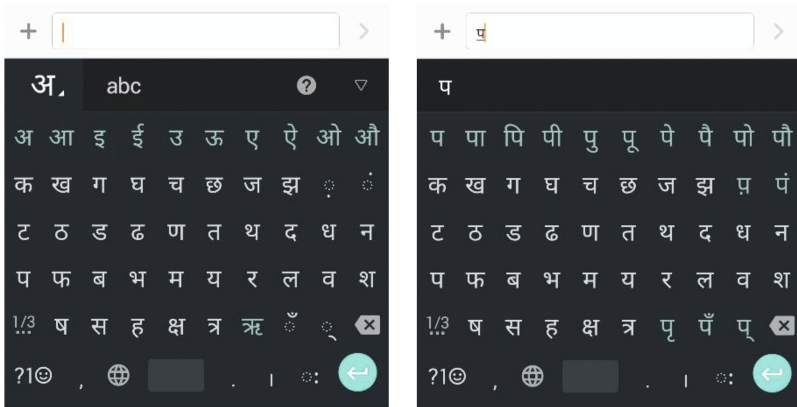 अ abc
अ आ इ ई उ ऊ ए ऐ ओ औ
क ख ग घ च छ ज झ ़ ं
ट ठ ड ढ ण त थ द ध न
प फ ब भ म य र ल व श
1/3 ष स ह क्ष त्र ऋ ँ ्
?1☺ , . । ः
प
प
प पा पि पी पु पू पे पै पो पौ
क ख ग घ च छ ज झ प़ पं
ट ठ ड ढ ण त थ द ध न
प फ ब भ म य र ल व श
1/3 ष स ह क्ष त्र पृ पँ प्
?1☺ , . । ः